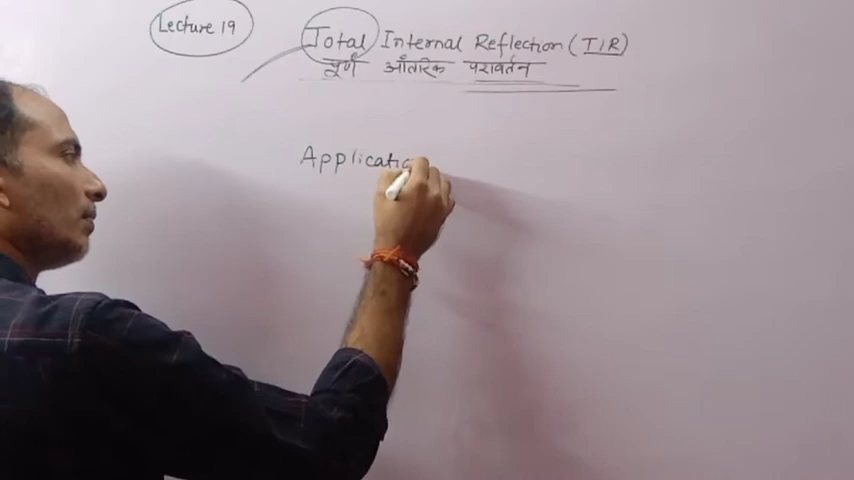 Lecture 19
Total Internal Reflection (TIR)
पूर्ण आंतरिक परावर्तन
Applicatio